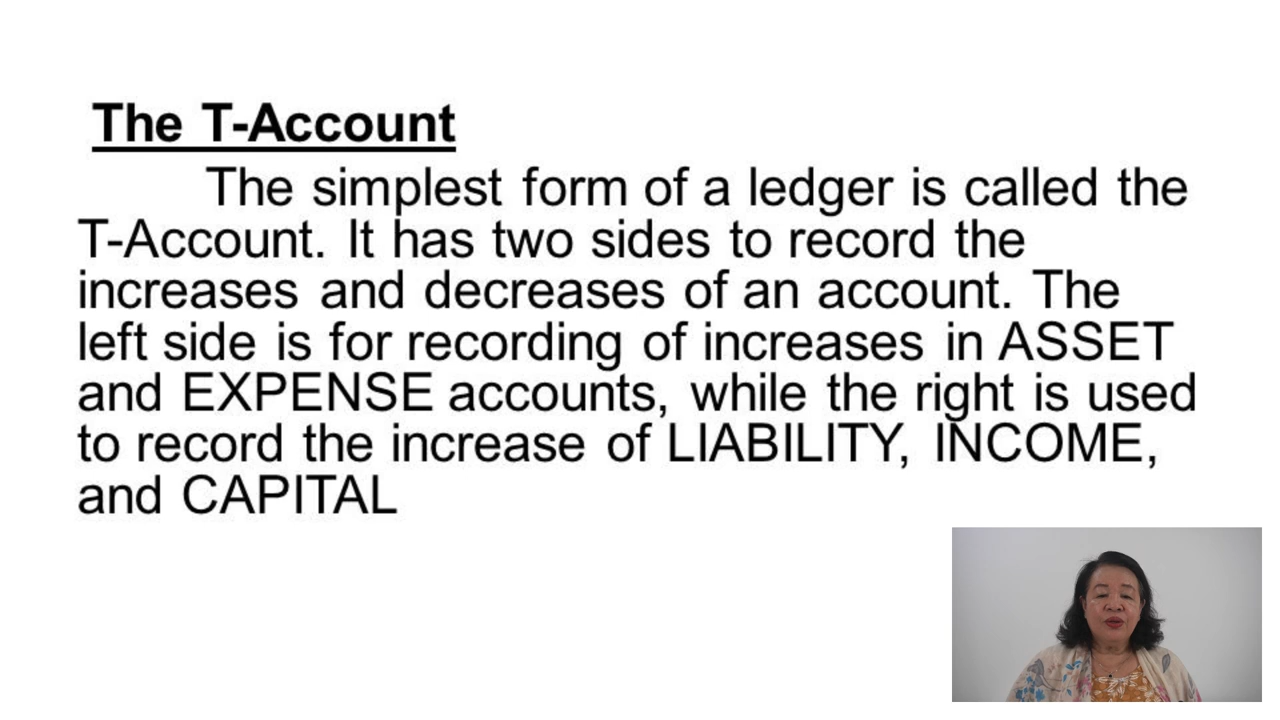 The T-Account
The simplest form of a ledger is called the
T-Account. It has two sides to record the
increases and decreases of an account. The
left side is for recording of increases in ASSET
and EXPENSE accounts, while the right is used
to record the increase of LIABILITY, INCOME,
and CAPITAL